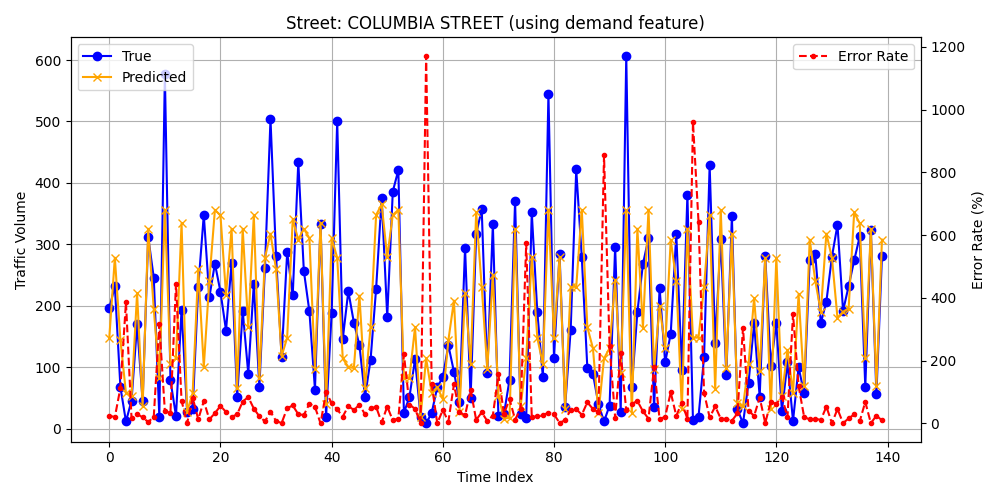 Street: COLUMBIA STREET (using demand feature)
True
Predicted
Error Rate
Traffic Volume
600
500
400
300
200
100
0
1200
1000
800
600
400
200
0
Error Rate (%)
0 20 40 60 80 100 120 140
Time Index